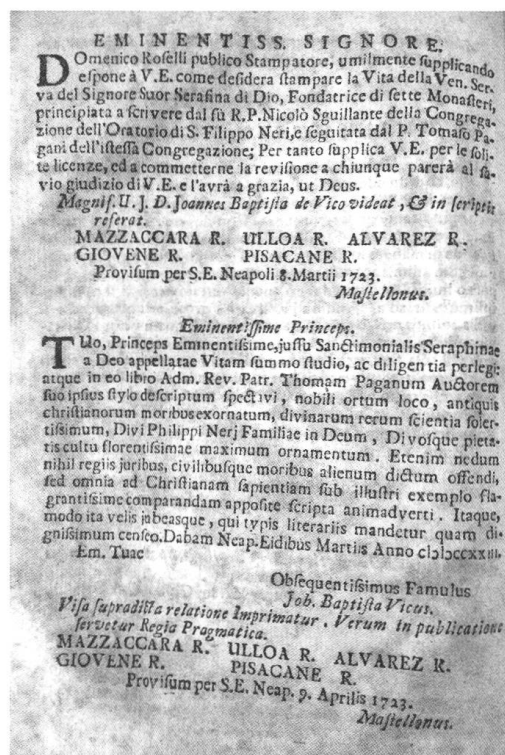 EMINENTISS. SIGNORE.
DOmenico Roselli publico Stampatore, umilmente supplicando
espone à V.E. come desidera stampare la Vita della Ven. Ser-
va del Signore Suor Serafina di Dio, Fondatrice di sette Monasteri,
principiata a scrivere dal fù R.P. Nicolò Squillante della Congrega-
zione dell'Oratorio di S. Filippo Neri, e seguitata dal P. Tomaso Pa-
gani dell'istessa Congregazione; Per tanto supplica V.E. per le soli-
te licenze, ed a commetterne la revisione a chiunque parerà al sa-
vio giudizio di V.E. e l'avrà a grazia, ut Deus.
Magnif. U. J. D. Joannes Baptista de Vico videat, & in scriptis
referat.
MAZZACCARA R. ULLOA R. ALVAREZ R.
GIOVENE R. PISACANE R.
Provisum per S.E. Neapoli 8. Martii 1723.
Mastellonus.
Eminentissime Princeps.
TUo, Princeps Eminentissime, jussu Sanctimonialis Seraphinae
a Deo appellatae Vitam summo studio, ac diligentia perlegi:
atque in eo libro Adm. Rev. Patr. Thomam Paganum Auctorem
suo ipsius stylo descriptum spectivi, nobili ortum loco, antiquis
christianorum moribus exornatum, divinarum rerum scientia soler-
tissimum, Divi Philippi Nerj Familiae in Deum, Divosque pieta-
tis cultu florentissimae maximum ornamentum. Etenim nedum
nihil regiis juribus, civilibusque moribus alienum dictum offendi,
sed omnia ad Christianam sapientiam sub illustri exemplo fla-
grantissime comparandam apposite scripta animadverti. Itaque,
modo ita velis jubeasque, qui typis literariis mandetur quam di-
gnissimum censeo. Dabam Neap. Eidibus Martiis Anno cIↄIↄccxxiii.
Em. Tuae
Obsequentissimus Famulus
Joh. Baptista Vicus.
Visa supradicta relatione Imprimatur. Verum in publicatione
servetur Regia Pragmatica.
MAZZACCARA R. ULLOA R. ALVAREZ R.
GIOVENE R. PISACANE R.
Provisum per S.E. Neap. 9. Aprilis 1723.
Mastellonus.